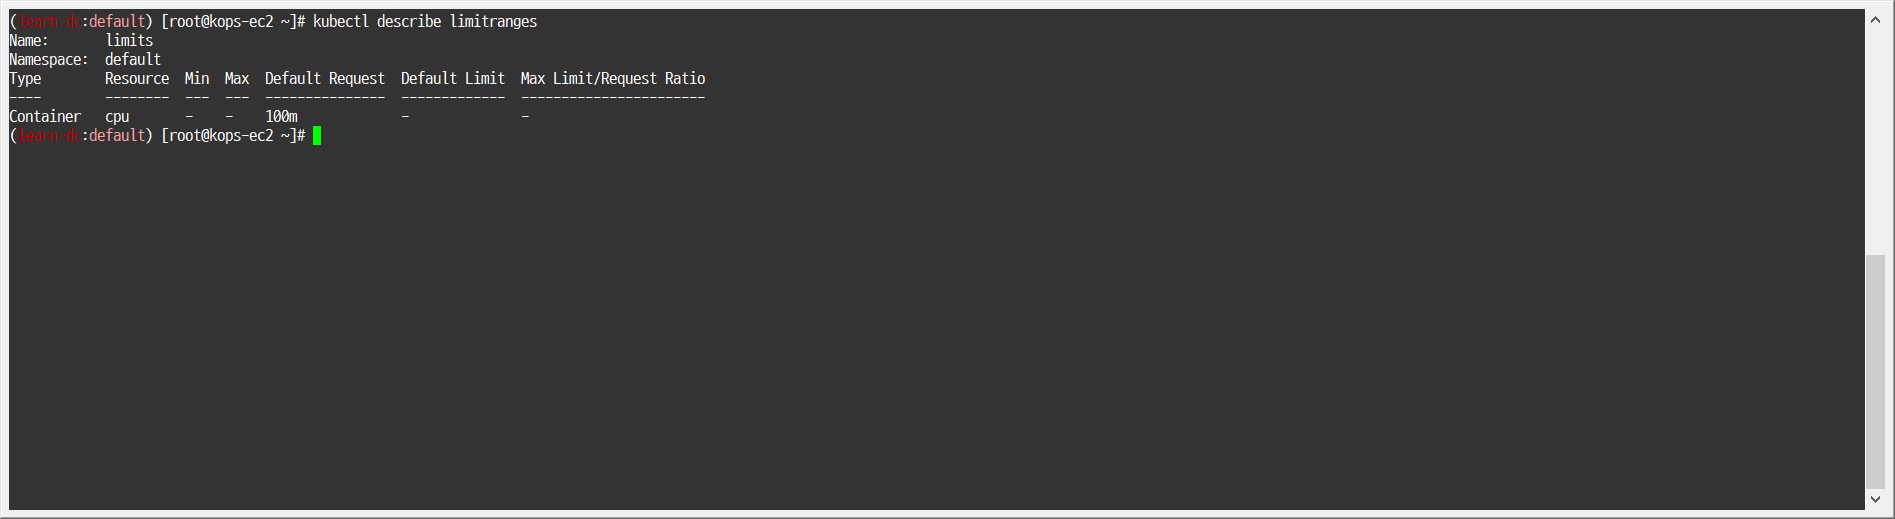 (learn-dc:default) [root@kops-ec2 ~]# kubectl describe limitranges
Name:       limits
Namespace:  default
Type        Resource  Min  Max  Default Request  Default Limit  Max Limit/Request Ratio
----        --------  ---  ---  ---------------  -------------  -----------------------
Container   cpu       -    -    100m             -              -
(learn-dc:default) [root@kops-ec2 ~]#